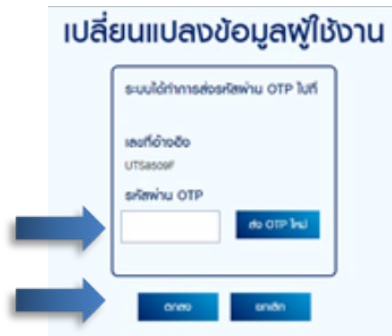 เปลี่ยนแปลงข้อมูลผู้ใช้งาน
ระบบได้ทำการส่งรหัสผ่าน OTP ไปที่
เลขที่อ้างอิง
รหัสผ่าน OTP
ส่ง OTP ใหม่
ตกลง
ยกเลิก